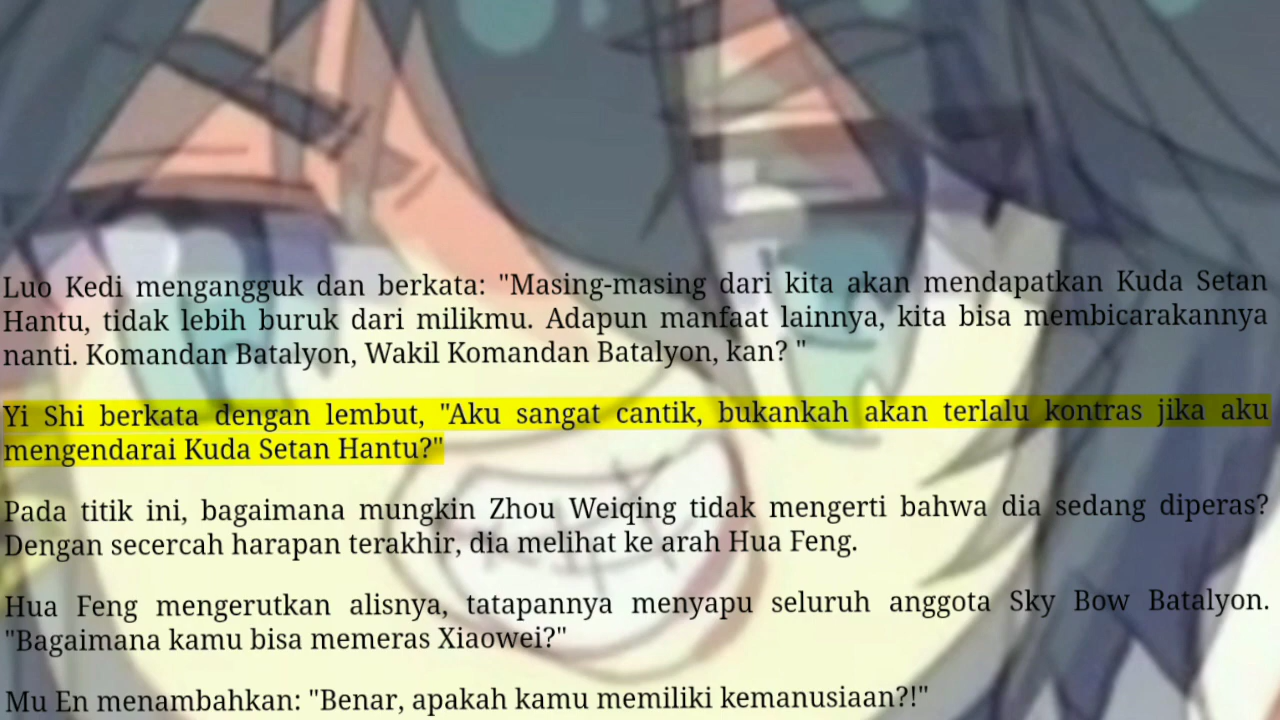 Luo Kedi mengangguk dan berkata: "Masing-masing dari kita akan mendapatkan Kuda Setan
Hantu, tidak lebih buruk dari milikmu. Adapun manfaat lainnya, kita bisa membicarakannya
nanti. Komandan Batalyon, Wakil Komandan Batalyon, kan? "
Yi Shi berkata dengan lembut, "Aku sangat cantik, bukankah akan terlalu kontras jika aku
mengendarai Kuda Setan Hantu?"
Pada titik ini, bagaimana mungkin Zhou Weiqing tidak mengerti bahwa dia sedang diperas?
Dengan secercah harapan terakhir, dia melihat ke arah Hua Feng.
Hua Feng mengerutkan alisnya, tatapannya menyapu seluruh anggota Sky Bow Batalyon.
"Bagaimana kamu bisa memeras Xiaowei?"
Mu En menambahkan: "Benar, apakah kamu memiliki kemanusiaan?!"